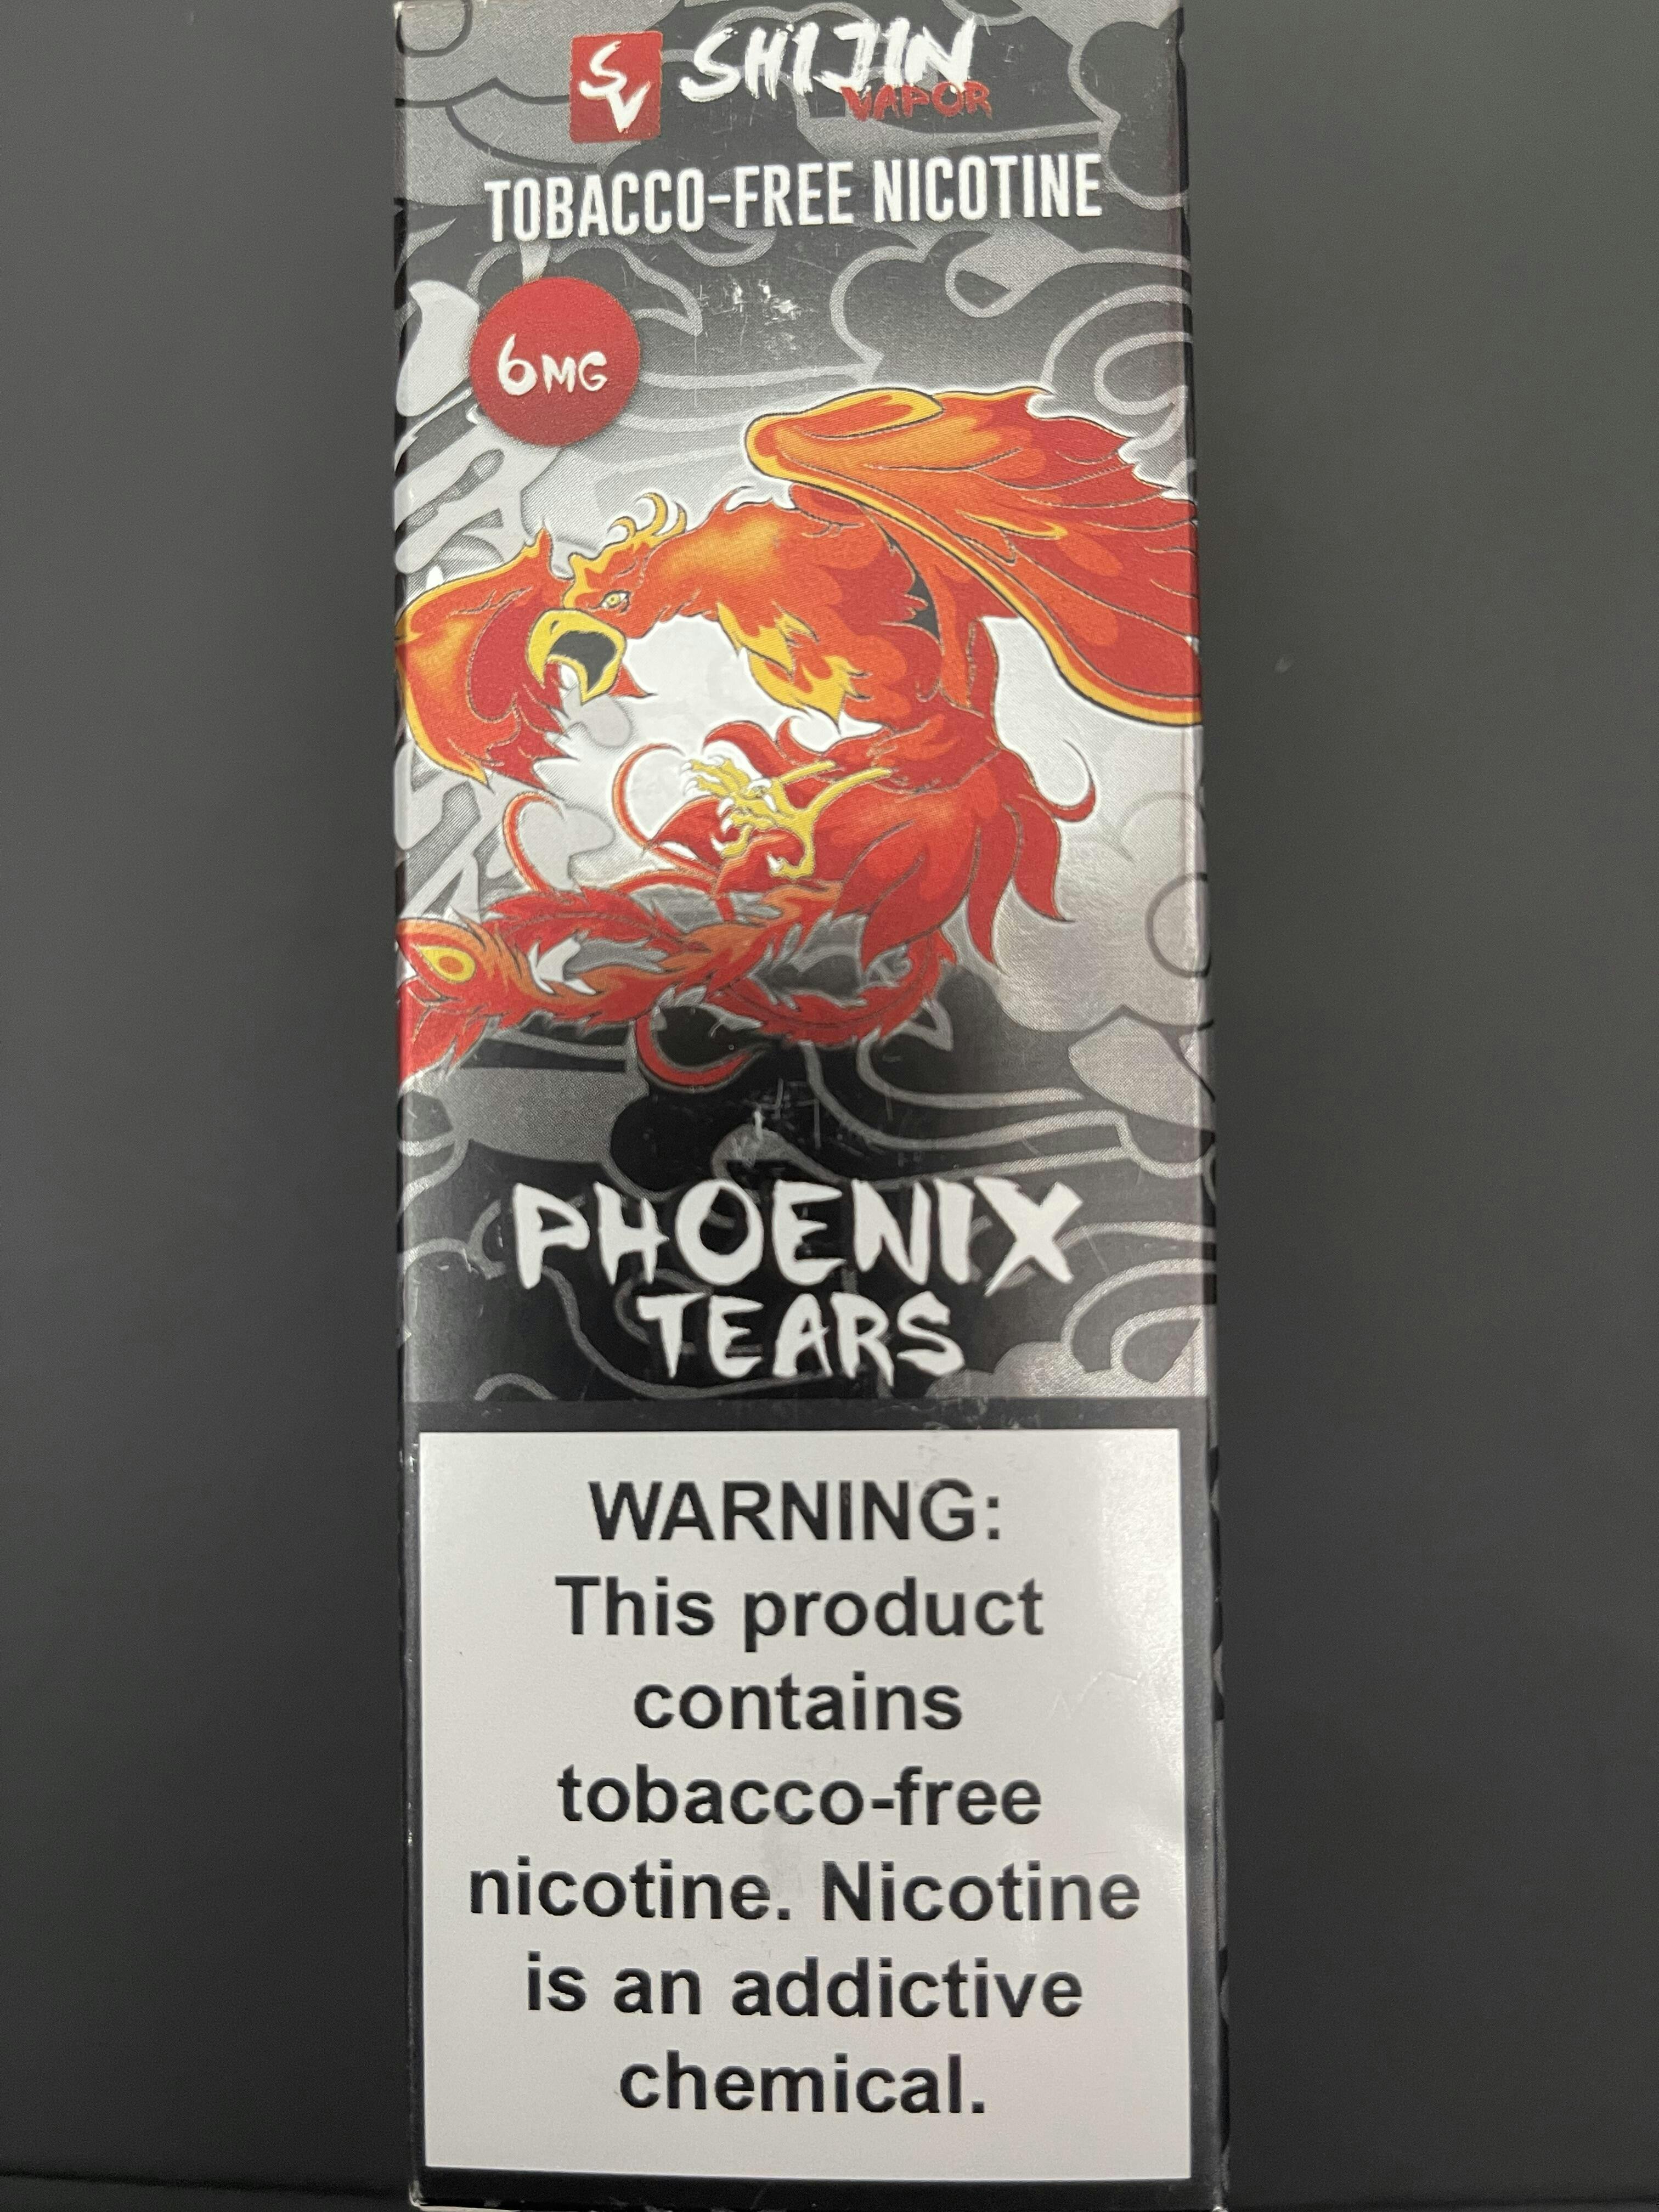 SV SHIJIN
VAPOR
TOBACCO-FREE NICOTINE
6MG
PHOENIX
TEARS
WARNING:
This product
contains
tobacco-free
nicotine. Nicotine
is an addictive
chemical.